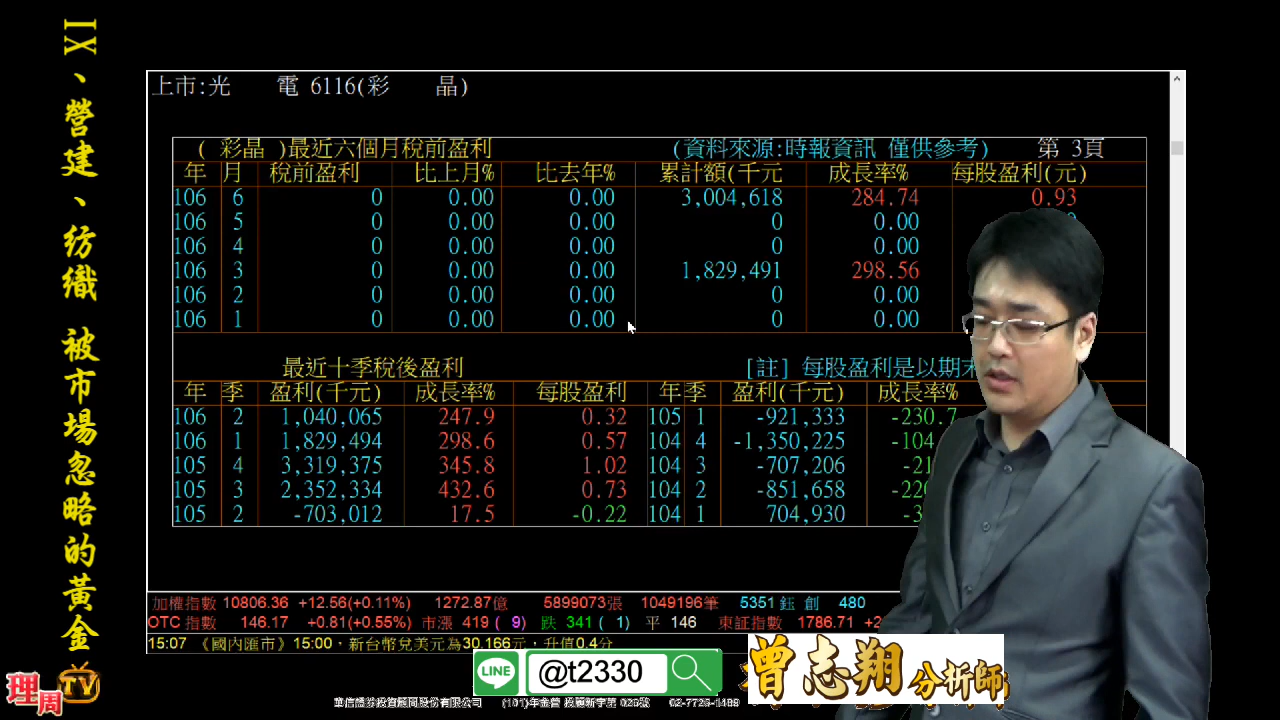 IX、營建、紡織 被市場忽略的黃金
上市:光 電 6116(彩 晶)
( 彩晶 )最近六個月稅前盈利 (資料來源:時報資訊 僅供參考) 第 3頁
年 月 稅前盈利 比上月% 比去年% 累計額(千元 成長率% 每股盈利(元)
106 6 0 0.00 0.00 3,004,618 284.74 0.93
106 5 0 0.00 0.00 0 0.00
106 4 0 0.00 0.00 0 0.00
106 3 0 0.00 0.00 1,829,491 298.56
106 2 0 0.00 0.00 0 0.00
106 1 0 0.00 0.00 0 0.00
最近十季稅後盈利 [註] 每股盈利是以期末
年 季 盈利(千元) 成長率% 每股盈利 年季 盈利(千元) 成長率%
106 2 1,040,065 247.9 0.32 105 1 -921,333 -230.7
106 1 1,829,494 298.6 0.57 104 4 -1,350,225 -104
105 4 3,319,375 345.8 1.02 104 3 -707,206 -21
105 3 2,352,334 432.6 0.73 104 2 -851,658 -220
105 2 -703,012 17.5 -0.22 104 1 704,930 -3
加權指數 10806.36 +12.56(+0.11%) 1272.87億 5899073張 1049196筆 5351 鈺 創 480
OTC 指數 146.17 +0.81(+0.55%) 市漲 419 ( 9) 跌 341 ( 1) 平 146 東証指數 1786.71 +2
15:07 《國內匯市》15:00，新台幣兌美元為30.166元，升值0.4分
理周TV
LINE @t2330
曾志翔分析師